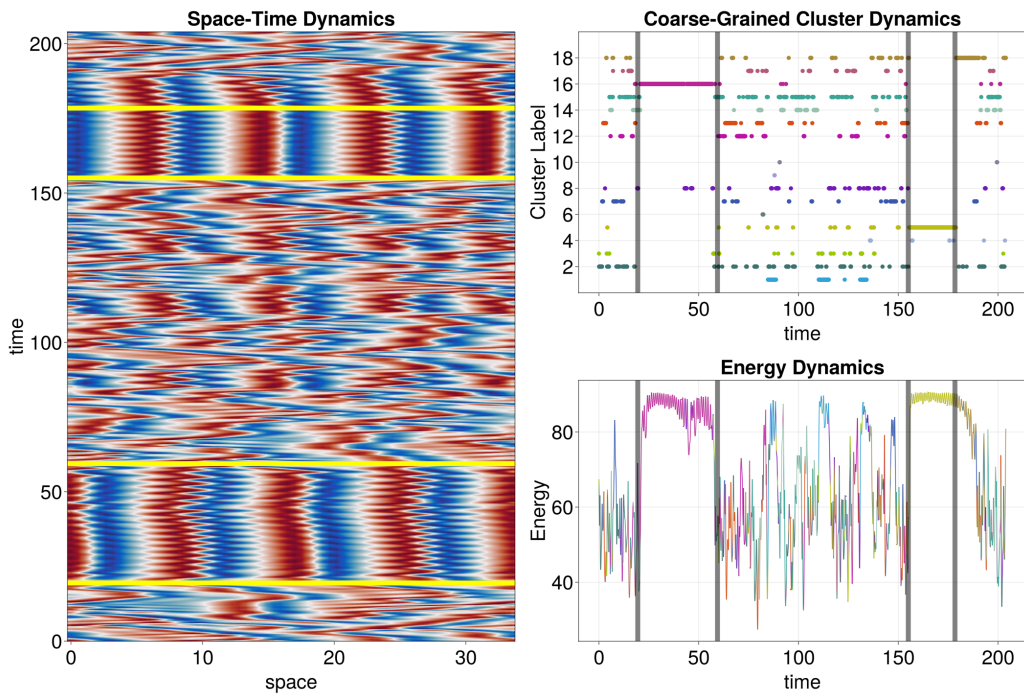 Space-Time Dynamics
200
150
100
50
0
time
0 10 20 30
space
Coarse-Grained Cluster Dynamics
18
16
14
12
10
8
6
4
2
Cluster Label
0 50 100 150 200
time
Energy Dynamics
80
60
40
Energy
0 50 100 150 200
time